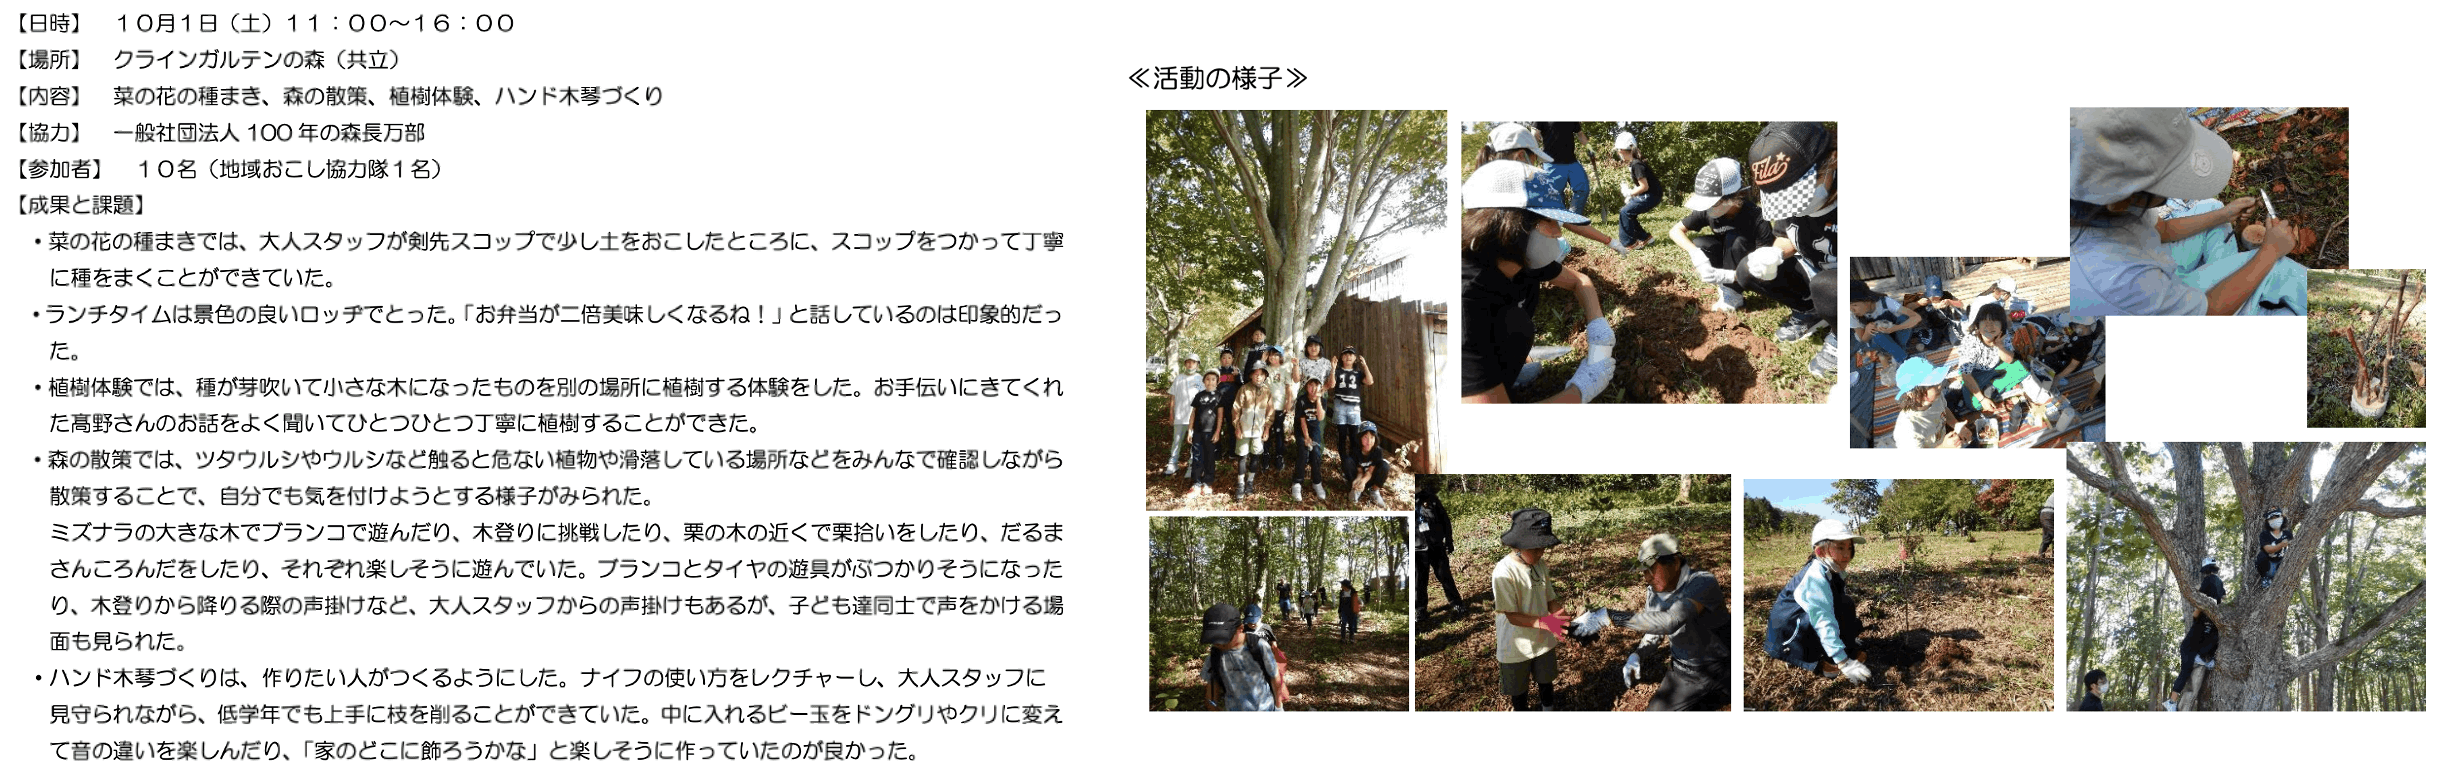 【日時】　１０月１日（土）１１：００～１６：００
【場所】　クラインガルテンの森（共立）
【内容】　菜の花の種まき、森の散策、植樹体験、ハンド木琴づくり
【協力】　一般社団法人 100 年の森長万部
【参加者】　１０名（地域おこし協力隊１名）
【成果と課題】
・菜の花の種まきでは、大人スタッフが剣先スコップで少し土をおこしたところに、スコップをつかって丁寧
に種をまくことができていた。
・ランチタイムは景色の良いロッヂでとった。「お弁当が二倍美味しくなるね！」と話しているのは印象的だっ
た。
・植樹体験では、種が芽吹いて小さな木になったものを別の場所に植樹する体験をした。お手伝いにきてくれ
た髙野さんのお話をよく聞いてひとつひとつ丁寧に植樹することができた。
・森の散策では、ツタウルシやウルシなど触ると危ない植物や滑落している場所などをみんなで確認しながら
散策することで、自分でも気を付けようとする様子がみられた。
ミズナラの大きな木でブランコで遊んだり、木登りに挑戦したり、栗の木の近くで栗拾いをしたり、だるま
さんころんだをしたり、それぞれ楽しそうに遊んでいた。ブランコとタイヤの遊具がぶつかりそうになった
り、木登りから降りる際の声掛けなど、大人スタッフからの声掛けもあるが、子ども達同士で声をかける場
面も見られた。
・ハンド木琴づくりは、作りたい人がつくるようにした。ナイフの使い方をレクチャーし、大人スタッフに
見守られながら、低学年でも上手に枝を削ることができていた。中に入れるビー玉をドングリやクリに変え
て音の違いを楽しんだり、「家のどこに飾ろうかな」と楽しそうに作っていたのが良かった。
≪活動の様子≫
Fila
12